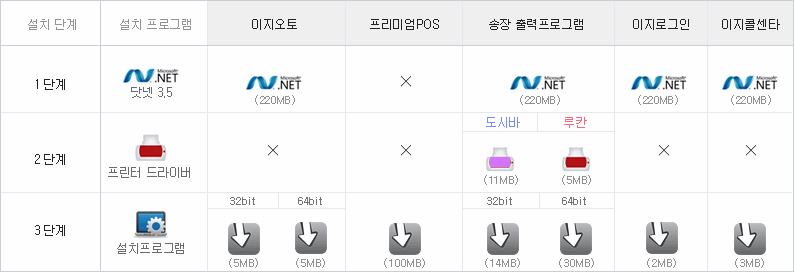 설치 단계 설치 프로그램 이지오토 프리미엄POS 송장 출력프로그램 이지로그인 이지콜센타
1 단계 Microsoft .NET 닷넷 3.5 Microsoft .NET (220MB) × Microsoft .NET (220MB) Microsoft .NET (220MB) Microsoft .NET (220MB)
도시바 루칸
2 단계 프린터 드라이버 × × (11MB) (5MB) × ×
32bit 64bit 32bit 64bit
3 단계 설치프로그램 (5MB) (5MB) (100MB) (14MB) (30MB) (2MB) (3MB)